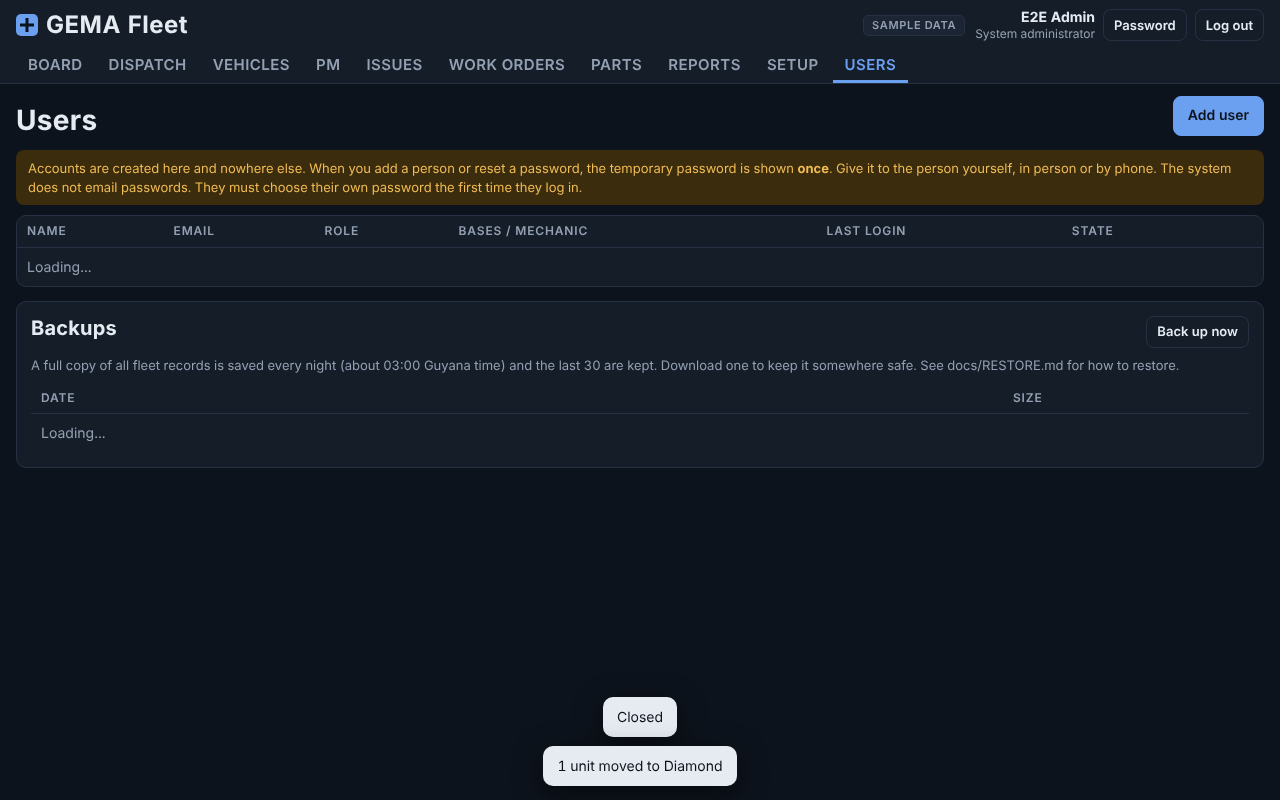 GEMA Fleet
SAMPLE DATA
E2E Admin
System administrator
Password
Log out
BOARD
DISPATCH
VEHICLES
PM
ISSUES
WORK ORDERS
PARTS
REPORTS
SETUP
USERS
Users
Add user
Accounts are created here and nowhere else. When you add a person or reset a password, the temporary password is shown once. Give it to the person yourself, in person or by phone. The system
does not email passwords. They must choose their own password the first time they log in.
NAME
EMAIL
ROLE
BASES / MECHANIC
LAST LOGIN
STATE
Loading...
Backups
Back up now
A full copy of all fleet records is saved every night (about 03:00 Guyana time) and the last 30 are kept. Download one to keep it somewhere safe. See docs/RESTORE.md for how to restore.
DATE
SIZE
Loading...
Closed
1 unit moved to Diamond